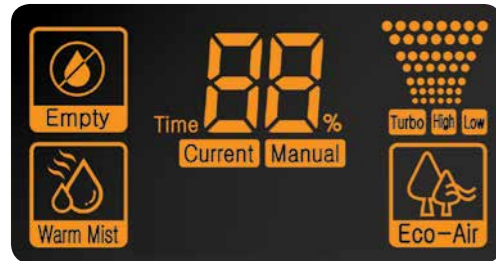 Empty
Time 88 %
Current Manual
Turbo High Low
Warm Mist
Eco-Air